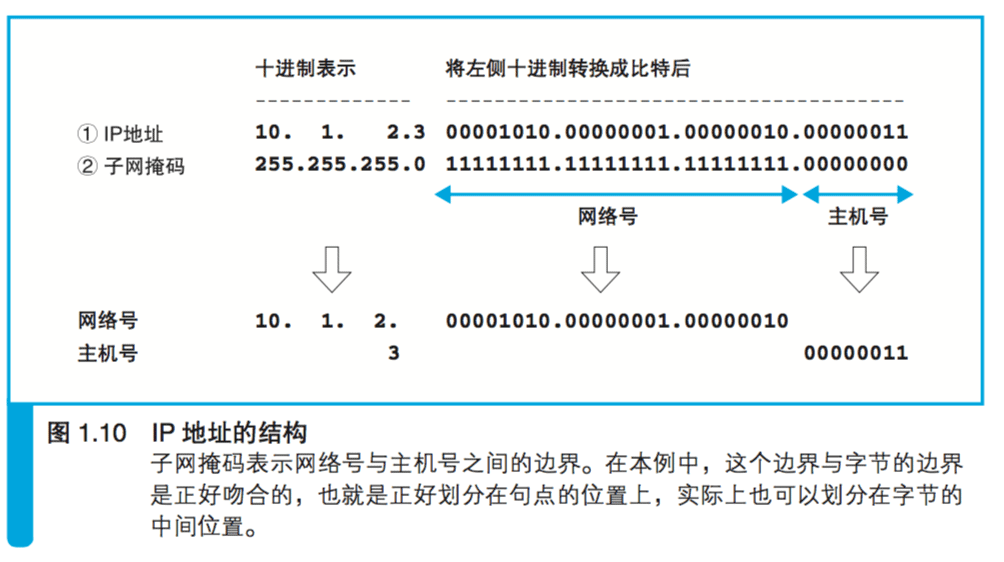 十进制表示 将左侧十进制转换成比特后
------------- ---------------------------------------
① IP地址 10. 1. 2.3 00001010.00000001.00000010.00000011
② 子网掩码 255.255.255.0 11111111.11111111.11111111.00000000
网络号 主机号
网络号 10. 1. 2. 00001010.00000001.00000010
主机号 3 00000011
图 1.10 IP 地址的结构
子网掩码表示网络号与主机号之间的边界。在本例中，这个边界与字节的边界
是正好吻合的，也就是正好划分在句点的位置上，实际上也可以划分在字节的
中间位置。